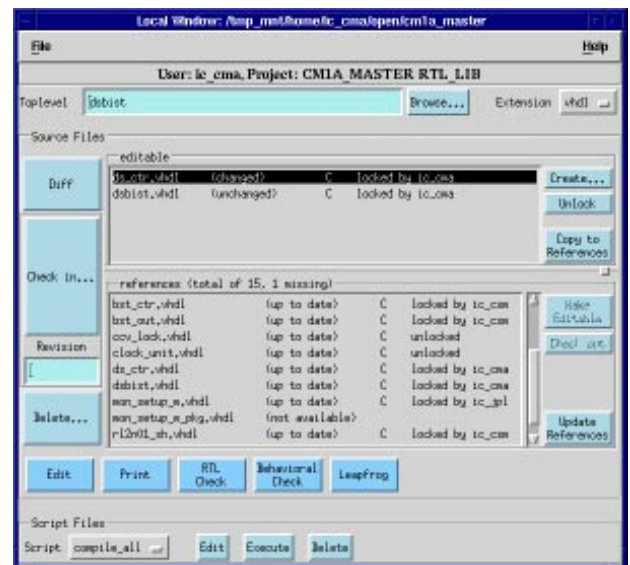 Local Window: /tmp_mnt/home/ic_cma/open/cm1a_master
File Help
User: ic_cma, Project: CM1A_MASTER RTL_LIB
Toplevel dsbist Browse... Extension vhdl
Source Files
editable
Diff
ds_ctr.vhdl (changed) C locked by ic_cma Create...
dsbist.vhdl (unchanged) C locked by ic_cma
Unlock
Copy to
References
Check in...
references (total of 15, 1 missing)
bst_ctr.vhdl (up to date) C locked by ic_csm Make
bst_out.vhdl (up to date) C locked by ic_csm Editable
ccv_lock.vhdl (up to date) C unlocked
Revision clock_unit.vhdl (up to date) C unlocked Check out
ds_ctr.vhdl (up to date) C locked by ic_cma
dsbist.vhdl (up to date) C locked by ic_cma
mon_setup_m.vhdl (up to date) C locked by ic_jpl
Delete... mon_setup_m_pkg.vhdl (not available) Update
rl2m01_sh.vhdl (up to date) C locked by ic_csm References
Edit Print RTL Check Behavioral Check Leapfrog
Script Files
Script compile_all Edit Execute Delete